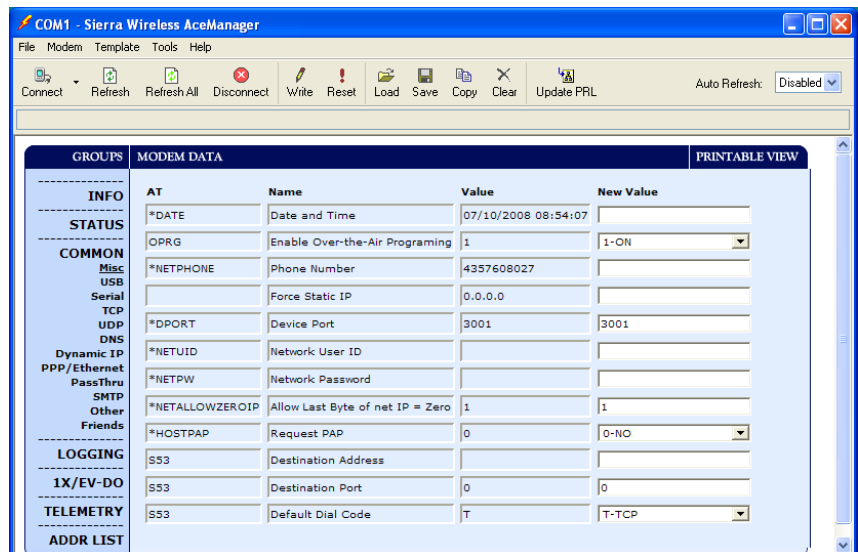 COM1 - Sierra Wireless AceManager
File Modem Template Tools Help
Connect Refresh Refresh All Disconnect Write Reset Load Save Copy Clear Update PRL Auto Refresh: Disabled
GROUPS MODEM DATA PRINTABLE VIEW
INFO
STATUS
COMMON
Misc
USB
Serial
TCP
UDP
DNS
Dynamic IP
PPP/Ethernet
PassThru
SMTP
Other
Friends
LOGGING
1X/EV-DO
TELEMETRY
ADDR LIST
AT Name Value New Value
*DATE Date and Time 07/10/2008 08:54:07
OPRG Enable Over-the-Air Programing 1 1-ON
*NETPHONE Phone Number 4357608027
Force Static IP 0.0.0.0
*DPORT Device Port 3001 3001
*NETUID Network User ID
*NETPW Network Password
*NETALLOWZEROIP Allow Last Byte of net IP = Zero 1 1
*HOSTPAP Request PAP 0 0-NO
S53 Destination Address
S53 Destination Port 0 0
S53 Default Dial Code T T-TCP